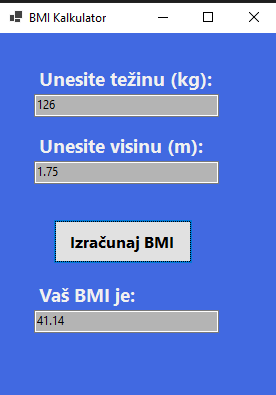 BMI Kalkulator
Unesite težinu (kg):
126
Unesite visinu (m):
1.75
Izračunaj BMI
Vaš BMI je:
41.14